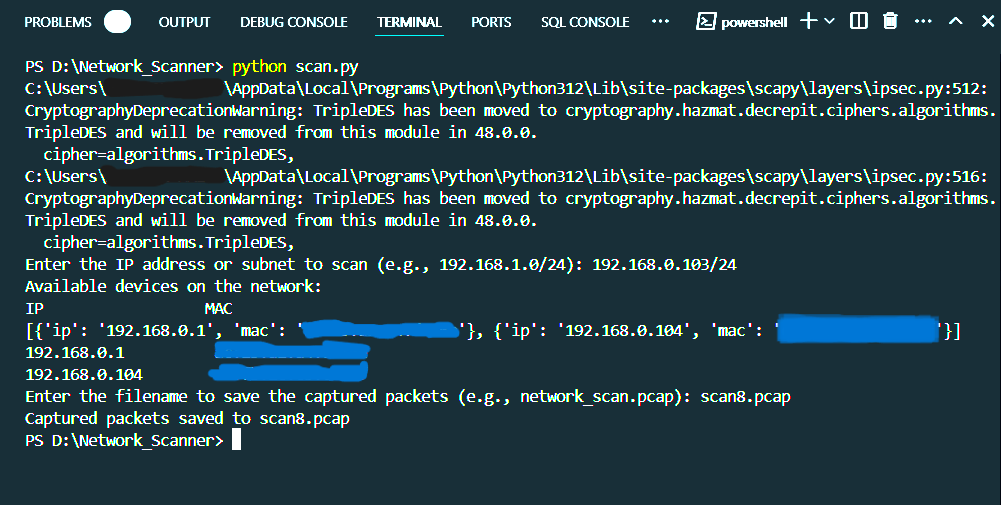 PROBLEMS OUTPUT DEBUG CONSOLE TERMINAL PORTS SQL CONSOLE ··· powershell
PS D:\Network_Scanner> python scan.py
C:\Users\ \AppData\Local\Programs\Python\Python312\Lib\site-packages\scapy\layers\ipsec.py:512:
CryptographyDeprecationWarning: TripleDES has been moved to cryptography.hazmat.decrepit.ciphers.algorithms.
TripleDES and will be removed from this module in 48.0.0.
cipher=algorithms.TripleDES,
C:\Users\ \AppData\Local\Programs\Python\Python312\Lib\site-packages\scapy\layers\ipsec.py:516:
CryptographyDeprecationWarning: TripleDES has been moved to cryptography.hazmat.decrepit.ciphers.algorithms.
TripleDES and will be removed from this module in 48.0.0.
cipher=algorithms.TripleDES,
Enter the IP address or subnet to scan (e.g., 192.168.1.0/24): 192.168.0.103/24
Available devices on the network:
IP MAC
[{'ip': '192.168.0.1', 'mac': ' '}, {'ip': '192.168.0.104', 'mac': ' '}]
192.168.0.1
192.168.0.104
Enter the filename to save the captured packets (e.g., network_scan.pcap): scan8.pcap
Captured packets saved to scan8.pcap
PS D:\Network_Scanner>